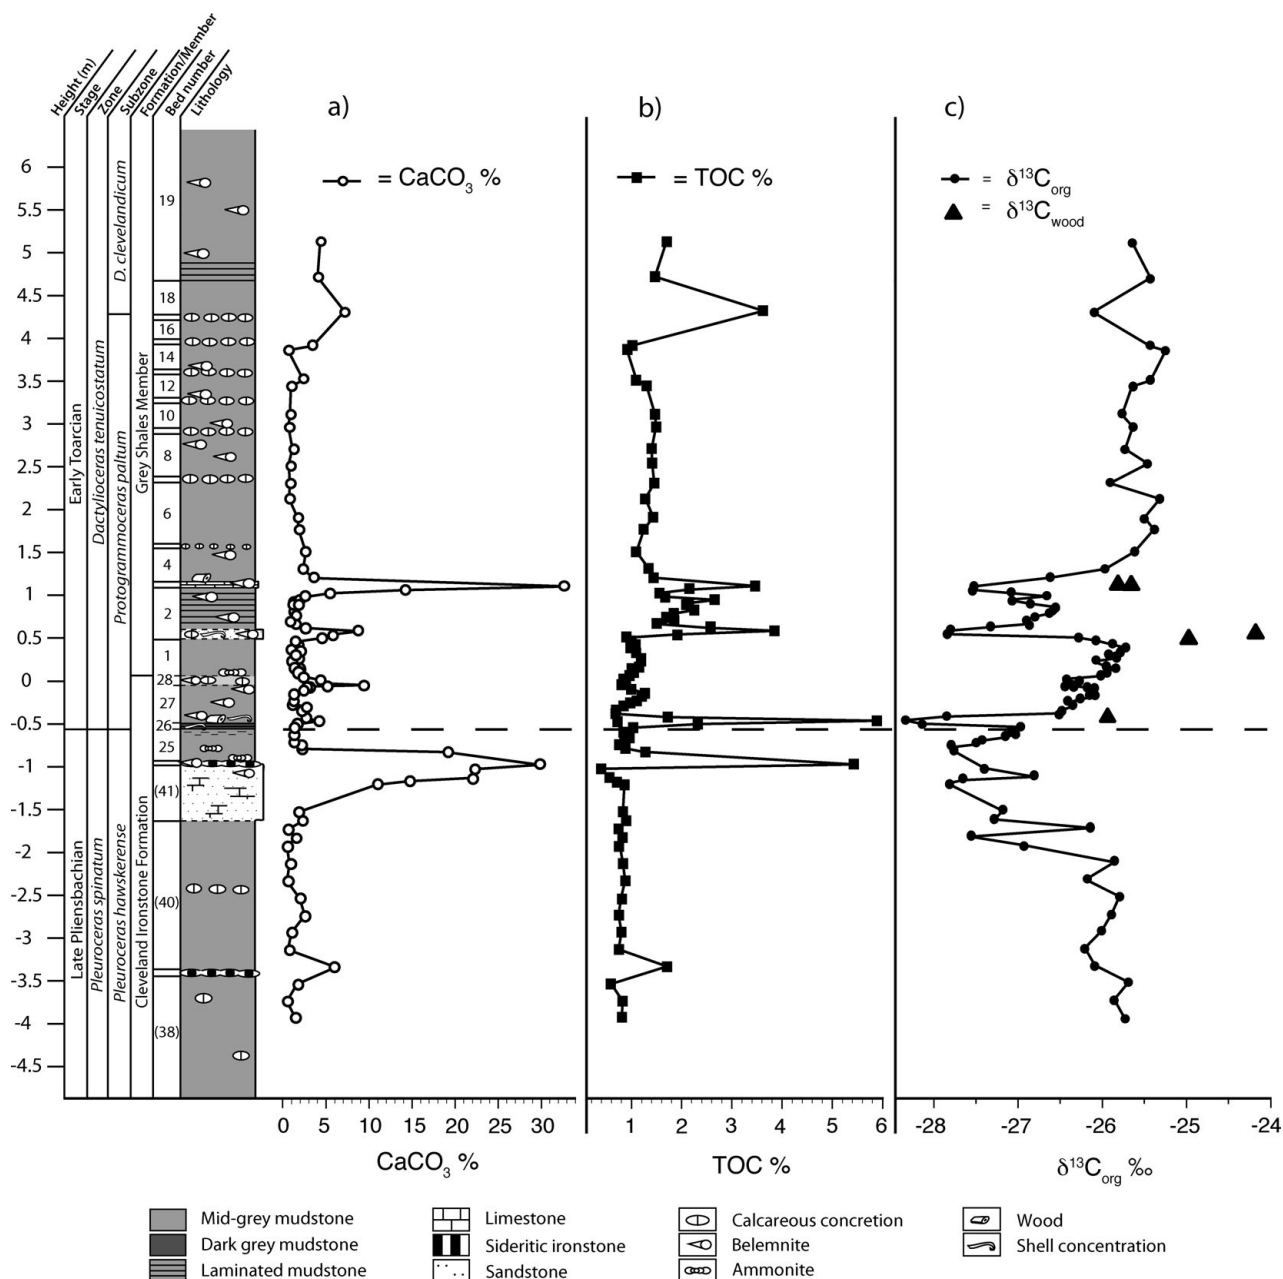 Height (m)
Stage
Zone
Subzone
Formation/Member
Bed number
Lithology
a)
b)
c)
= CaCO3 %
= TOC %
= δ13Corg
= δ13Cwood
6
5.5
5
4.5
4
3.5
3
2.5
2
1.5
1
0.5
0
-0.5
-1
-1.5
-2
-2.5
-3
-3.5
-4
-4.5
Early Toarcian
Late Pliensbachian
Dactylioceras tenuicostatum
Pleuroceras spinatum
D. clevelandicum
Protogrammoceras paltum
Pleuroceras hawskerense
Grey Shales Member
Cleveland Ironstone Formation
19
18
16
14
12
10
8
6
4
2
1
28
27
26
25
(41)
(40)
(38)
0 5 10 15 20 25 30
CaCO3 %
1 2 3 4 5 6
TOC %
-28 -27 -26 -25 -24
δ13Corg ‰
Mid-grey mudstone
Dark grey mudstone
Laminated mudstone
Limestone
Sideritic ironstone
Sandstone
Calcareous concretion
Belemnite
Ammonite
Wood
Shell concentration